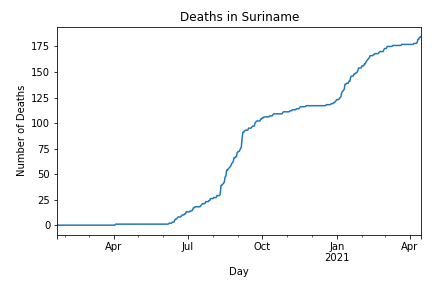 Deaths in Suriname
Number of Deaths
175
150
125
100
75
50
25
0
Apr
Jul
Oct
Jan
2021
Apr
Day